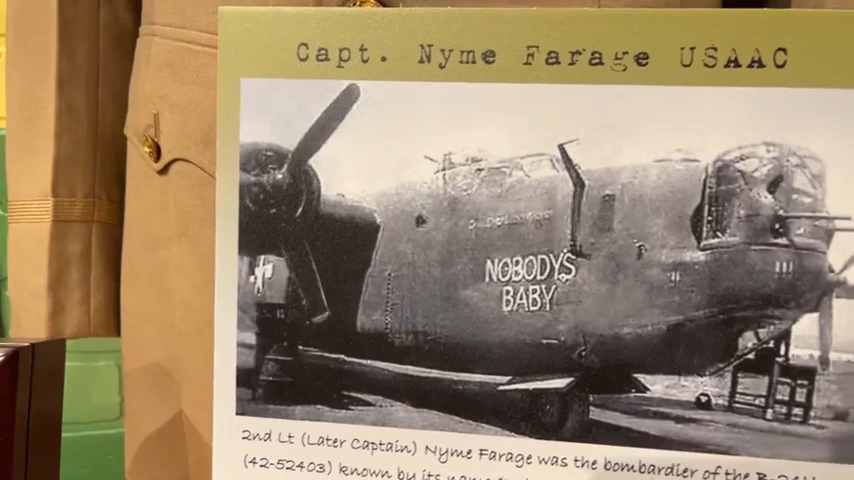 Capt. Nyme Farage USAAC
NOBODY'S
BABY
2nd Lt (Later Captain) Nyme Farage was the bombardier of the
(42-52403) known by its